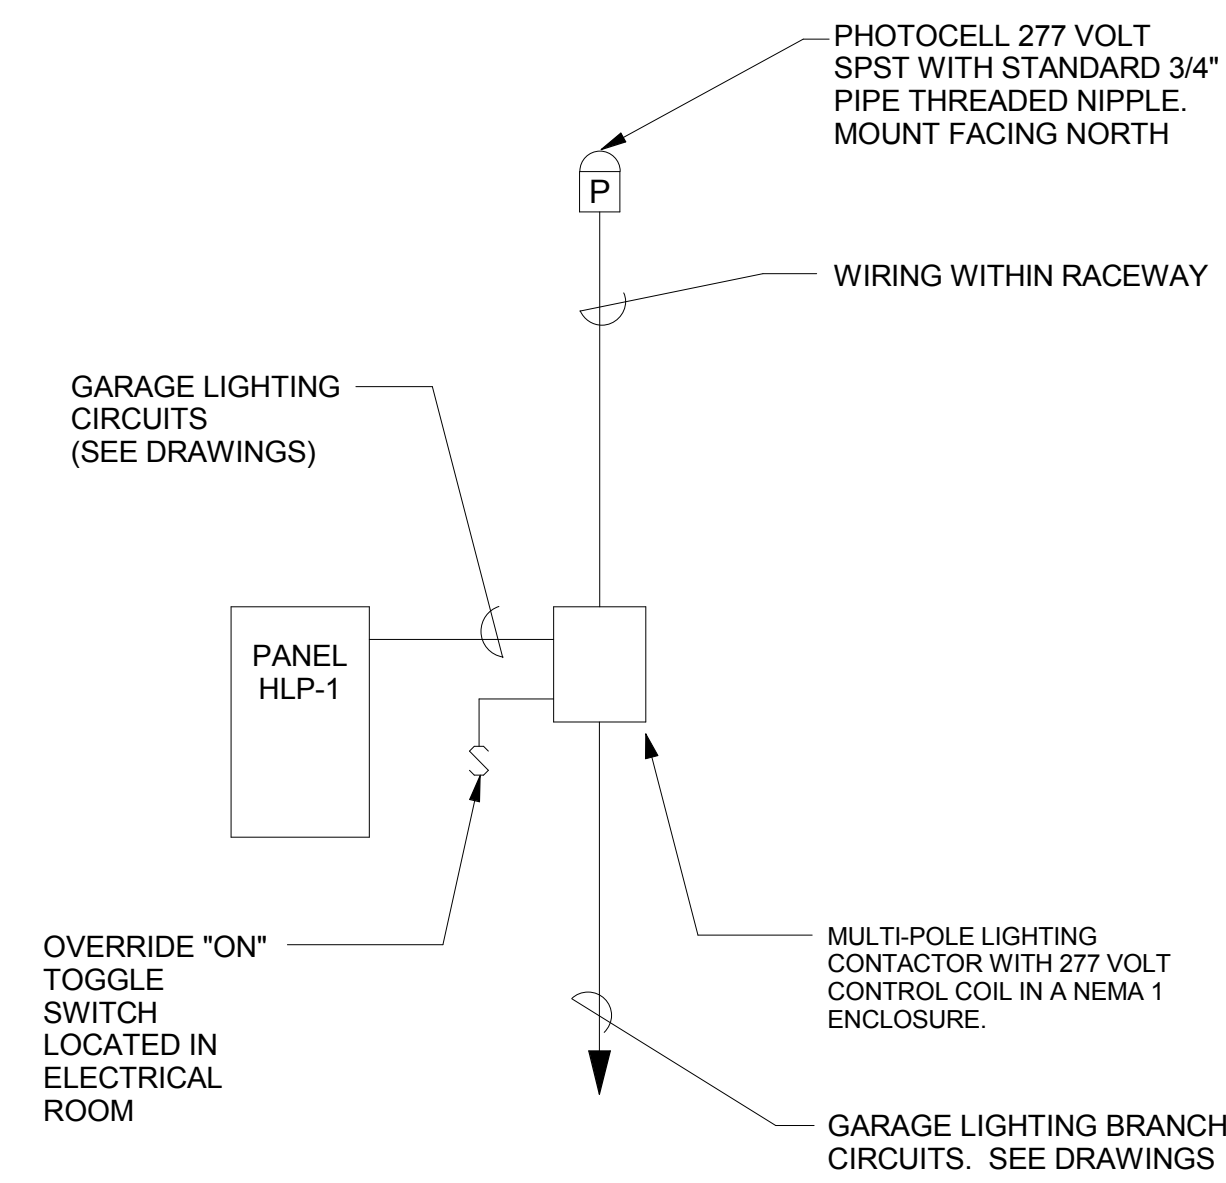 PHOTOCELL 277 VOLT
SPST WITH STANDARD 3/4"
PIPE THREADED NIPPLE.
MOUNT FACING NORTH
P
WIRING WITHIN RACEWAY
GARAGE LIGHTING
CIRCUITS
(SEE DRAWINGS)
PANEL
HLP-1
S
OVERRIDE "ON"
TOGGLE
SWITCH
LOCATED IN
ELECTRICAL
ROOM
MULTI-POLE LIGHTING
CONTACTOR WITH 277 VOLT
CONTROL COIL IN A NEMA 1
ENCLOSURE.
GARAGE LIGHTING BRANCH
CIRCUITS.  SEE DRAWINGS